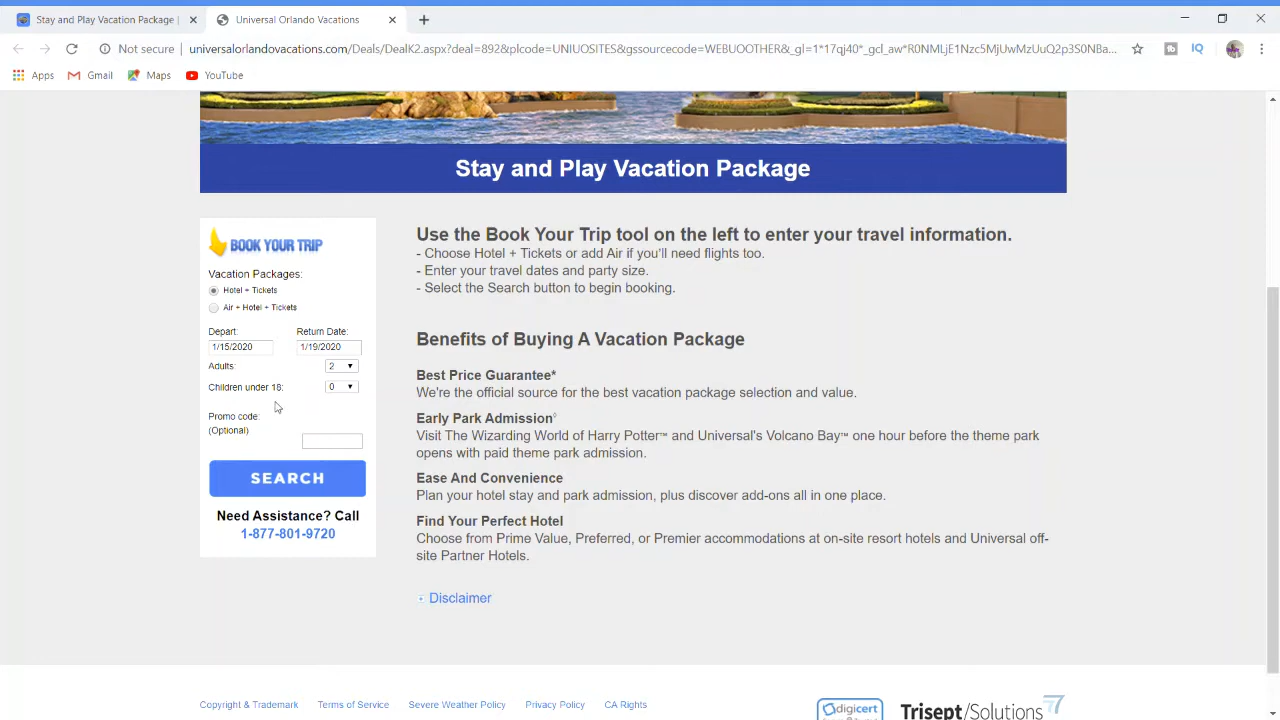 Stay and Play Vacation Package |
Universal Orlando Vacations
Not secure | universalorlandovacations.com/Deals/DealK2.aspx?deal=892&plcode=UNIUOSITES&gssourcecode=WEBUOOTHER&_gl=1*17qj40*_gcl_aw*R0NMLjE1Nzc5MjUwMzUuQ2p3S0NBa...
Apps Gmail Maps YouTube
Stay and Play Vacation Package
BOOK YOUR TRIP
Vacation Packages:
Hotel + Tickets
Air + Hotel + Tickets
Depart: Return Date:
1/15/2020 1/19/2020
Adults: 2
Children under 18: 0
Promo code:
(Optional)
SEARCH
Need Assistance? Call
1-877-801-9720
Use the Book Your Trip tool on the left to enter your travel information.
- Choose Hotel + Tickets or add Air if you'll need flights too.
- Enter your travel dates and party size.
- Select the Search button to begin booking.
Benefits of Buying A Vacation Package
Best Price Guarantee*
We're the official source for the best vacation package selection and value.
Early Park Admission◊
Visit The Wizarding World of Harry Potter™ and Universal's Volcano Bay™ one hour before the theme park
opens with paid theme park admission.
Ease And Convenience
Plan your hotel stay and park admission, plus discover add-ons all in one place.
Find Your Perfect Hotel
Choose from Prime Value, Preferred, or Premier accommodations at on-site resort hotels and Universal off-
site Partner Hotels.
+ Disclaimer
Copyright & Trademark Terms of Service Severe Weather Policy Privacy Policy CA Rights
digicert
Trisept/Solutions